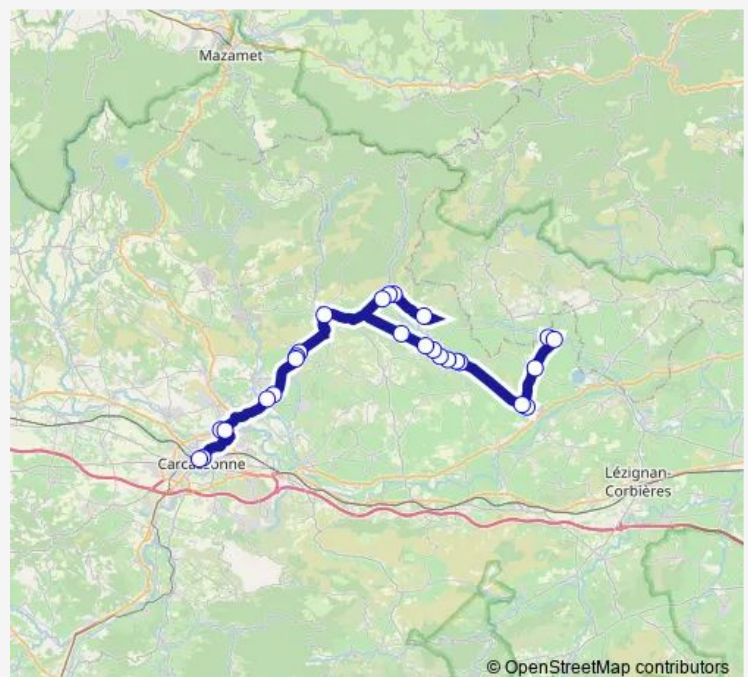 Mazamet
Carcassonne
Lézignan-
Corbières
© OpenStreetMap contributors